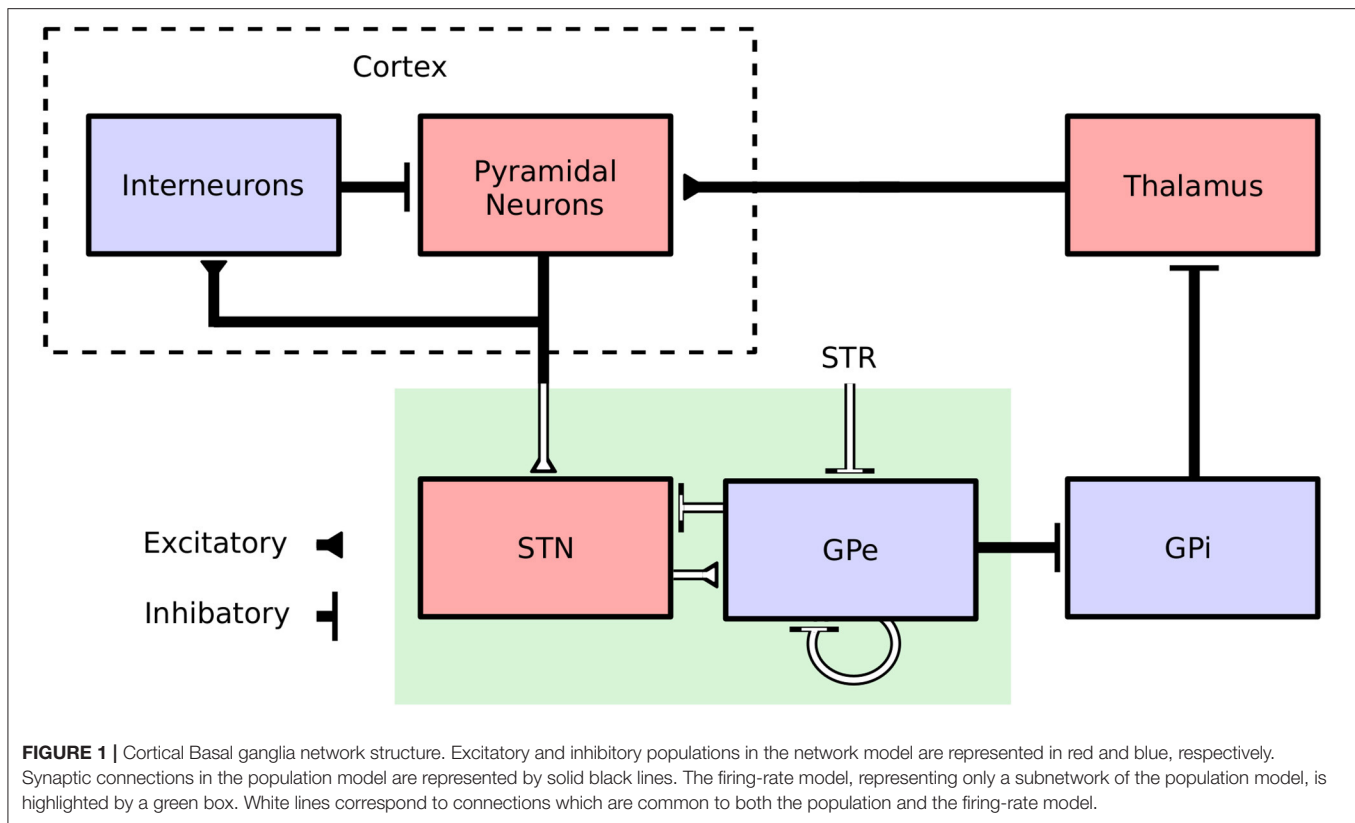 Cortex
Interneurons
Pyramidal
Neurons
Thalamus
STR
STN
GPe
GPi
Excitatory
Inhibatory
FIGURE 1 | Cortical Basal ganglia network structure. Excitatory and inhibitory populations in the network model are represented in red and blue, respectively.
Synaptic connections in the population model are represented by solid black lines. The firing-rate model, representing only a subnetwork of the population model, is
highlighted by a green box. White lines correspond to connections which are common to both the population and the firing-rate model.